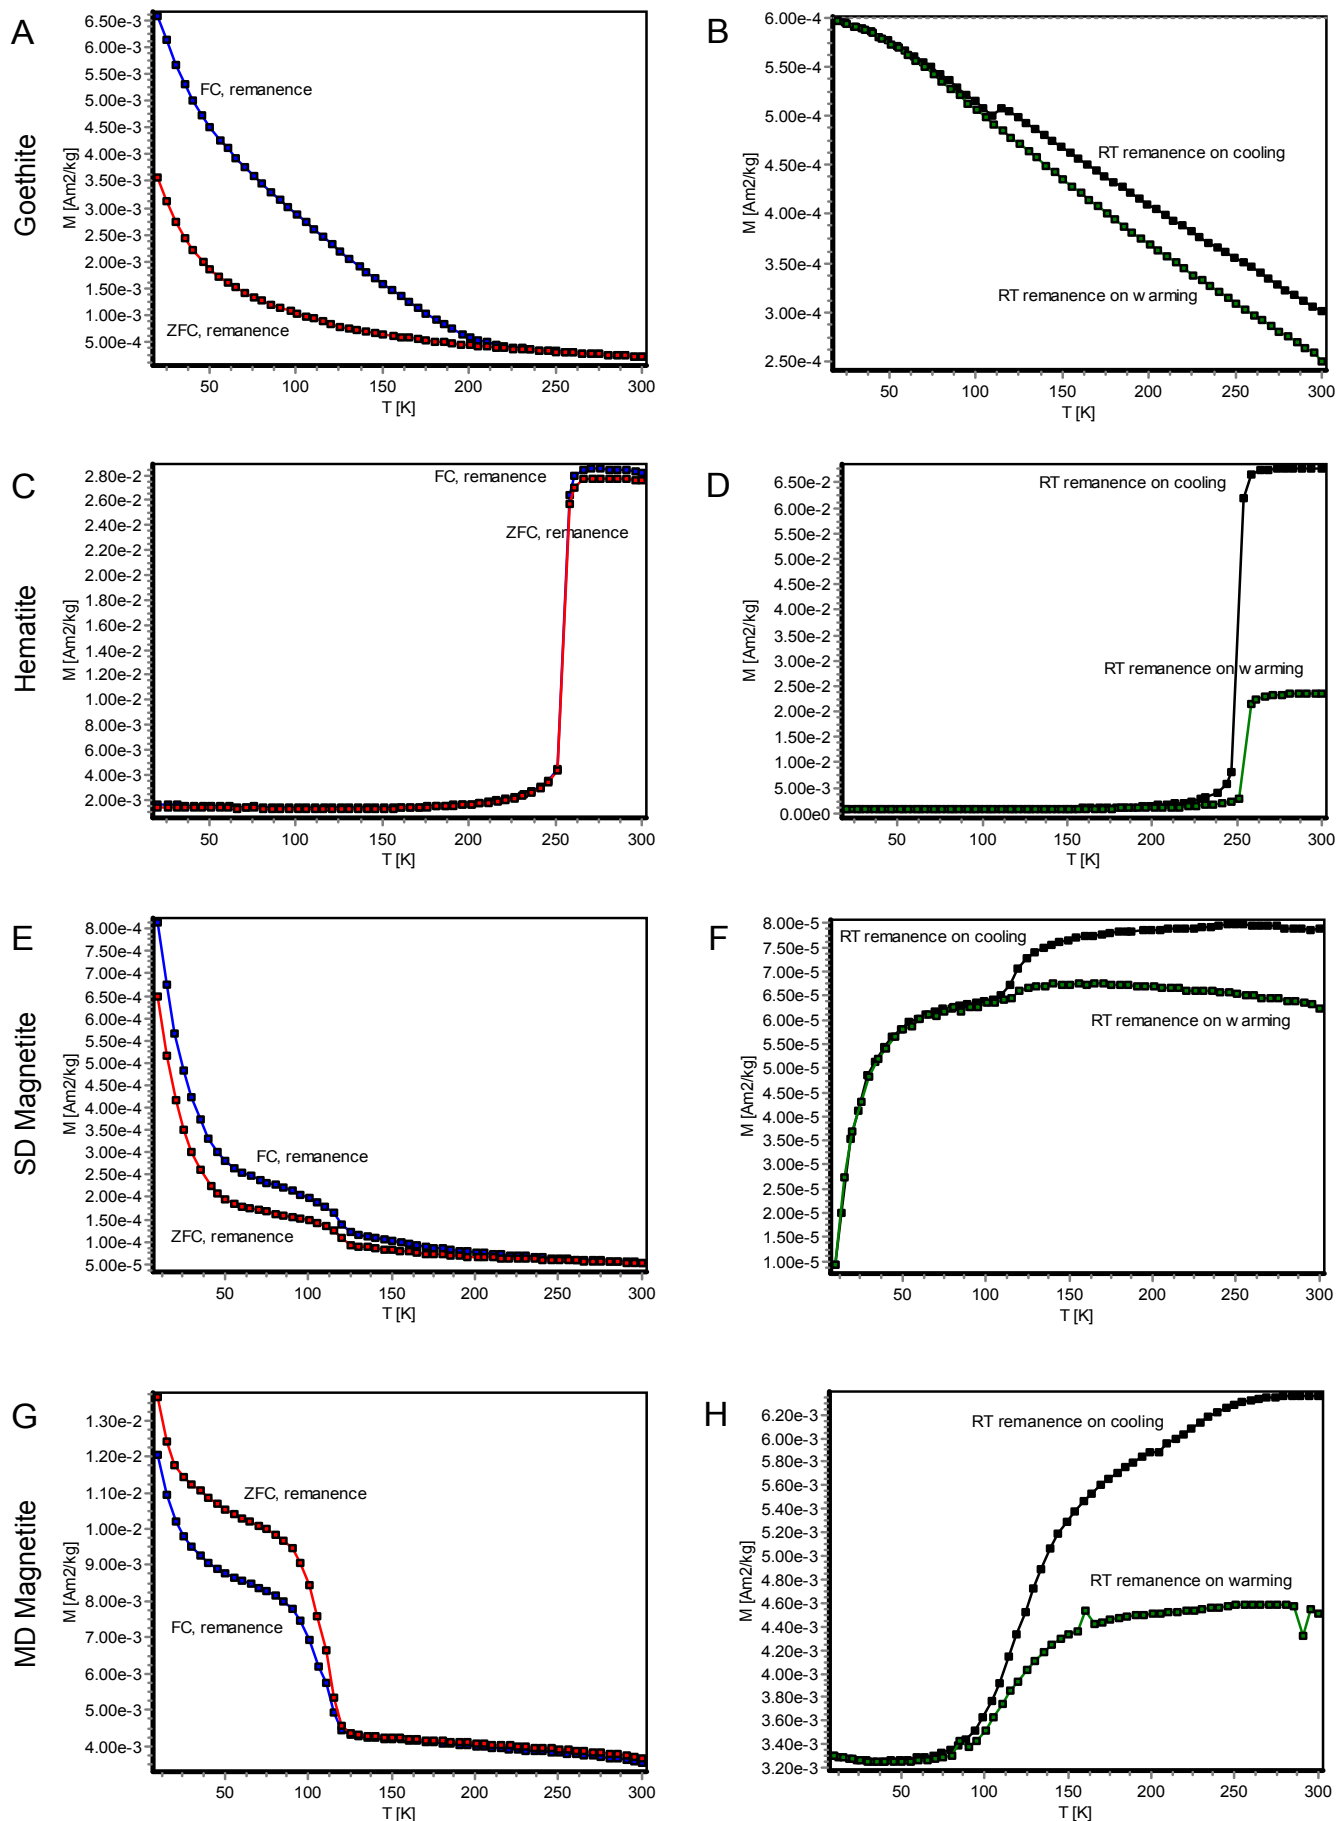 A
Goethite
M [Am2/kg]
6.50e-3
6.00e-3
5.50e-3
5.00e-3
4.50e-3
4.00e-3
3.50e-3
3.00e-3
2.50e-3
2.00e-3
1.50e-3
1.00e-3
5.00e-4
FC, remanence
ZFC, remanence
50 100 150 200 250 300
T [K]
B
M [Am2/kg]
6.00e-4
5.50e-4
5.00e-4
4.50e-4
4.00e-4
3.50e-4
3.00e-4
2.50e-4
RT remanence on cooling
RT remanence on warming
50 100 150 200 250 300
T [K]
C
Hematite
M [Am2/kg]
2.80e-2
2.60e-2
2.40e-2
2.20e-2
2.00e-2
1.80e-2
1.60e-2
1.40e-2
1.20e-2
1.00e-2
8.00e-3
6.00e-3
4.00e-3
2.00e-3
FC, remanence
ZFC, remanence
50 100 150 200 250 300
T [K]
D
M [Am2/kg]
6.50e-2
6.00e-2
5.50e-2
5.00e-2
4.50e-2
4.00e-2
3.50e-2
3.00e-2
2.50e-2
2.00e-2
1.50e-2
1.00e-2
5.00e-3
0.00e0
RT remanence on cooling
RT remanence on warming
50 100 150 200 250 300
T [K]
E
SD Magnetite
M [Am2/kg]
8.00e-4
7.50e-4
7.00e-4
6.50e-4
6.00e-4
5.50e-4
5.00e-4
4.50e-4
4.00e-4
3.50e-4
3.00e-4
2.50e-4
2.00e-4
1.50e-4
1.00e-4
5.00e-5
FC, remanence
ZFC, remanence
50 100 150 200 250 300
T [K]
F
M [Am2/kg]
8.00e-5
7.50e-5
7.00e-5
6.50e-5
6.00e-5
5.50e-5
5.00e-5
4.50e-5
4.00e-5
3.50e-5
3.00e-5
2.50e-5
2.00e-5
1.50e-5
1.00e-5
RT remanence on cooling
RT remanence on warming
50 100 150 200 250 300
T [K]
G
MD Magnetite
M [Am2/kg]
1.30e-2
1.20e-2
1.10e-2
1.00e-2
9.00e-3
8.00e-3
7.00e-3
6.00e-3
5.00e-3
4.00e-3
ZFC, remanence
FC, remanence
50 100 150 200 250 300
T [K]
H
M [Am2/kg]
6.20e-3
6.00e-3
5.80e-3
5.60e-3
5.40e-3
5.20e-3
5.00e-3
4.80e-3
4.60e-3
4.40e-3
4.20e-3
4.00e-3
3.80e-3
3.60e-3
3.40e-3
3.20e-3
RT remanence on cooling
RT remanence on warming
50 100 150 200 250 300
T [K]